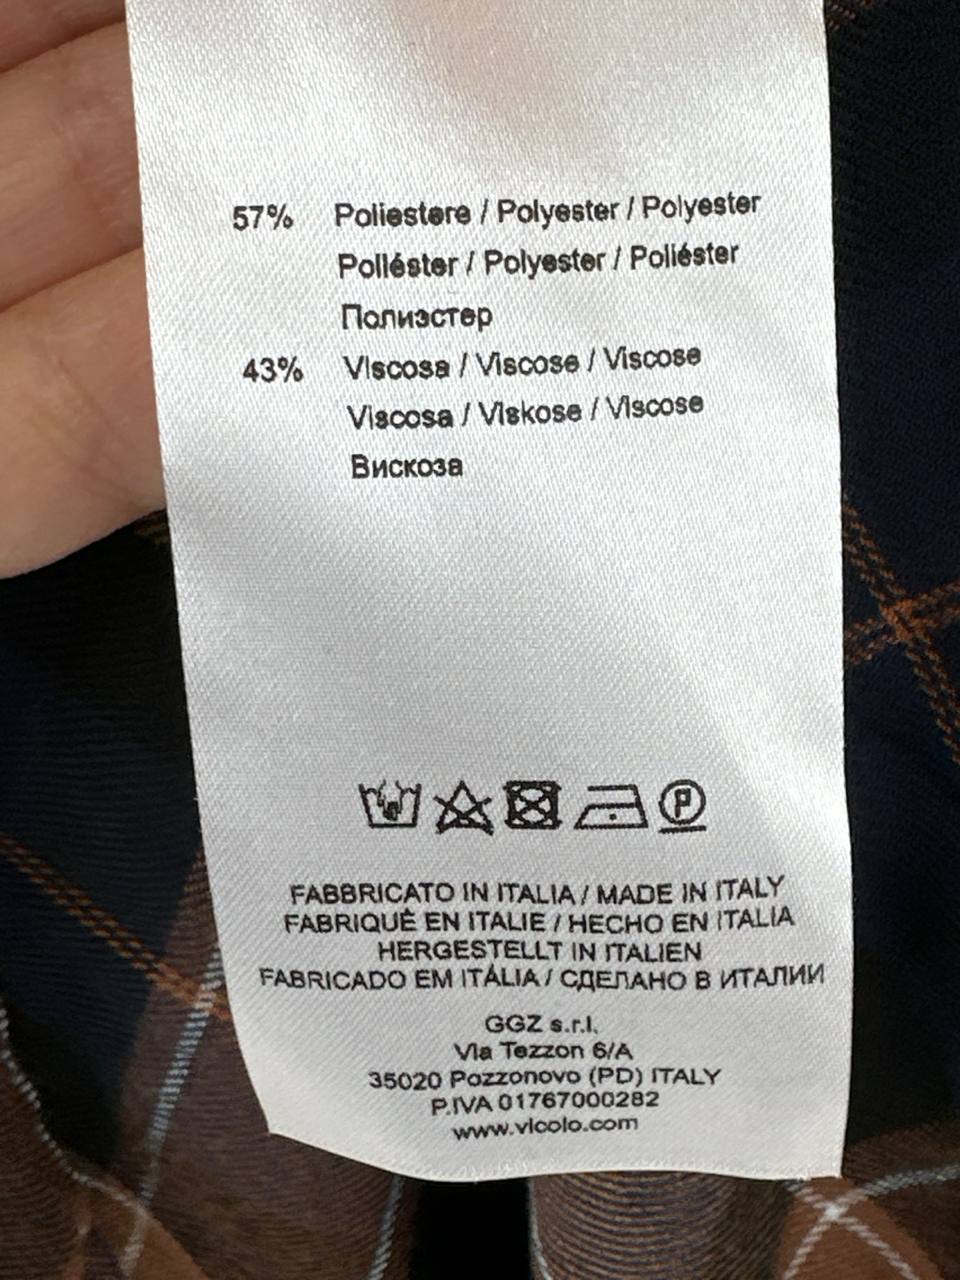 57% Poliestere / Polyester / Polyester
Poliéster / Polyester / Poliéster
Полиэстер
43% Viscosa / Viscose / Viscose
Viscosa / Viskose / Viscose
Вискоза
P
FABBRICATO IN ITALIA / MADE IN ITALY
FABRIQUÈ EN ITALIE / HECHO EN ITALIA
HERGESTELLT IN ITALIEN
FABRICADO EM ITÁLIA / СДЕЛАНО В ИТАЛИИ
GGZ s.r.l.
Via Tezzon 6/A
35020 Pozzonovo (PD) ITALY
P.IVA 01767000282
www.vicolo.com